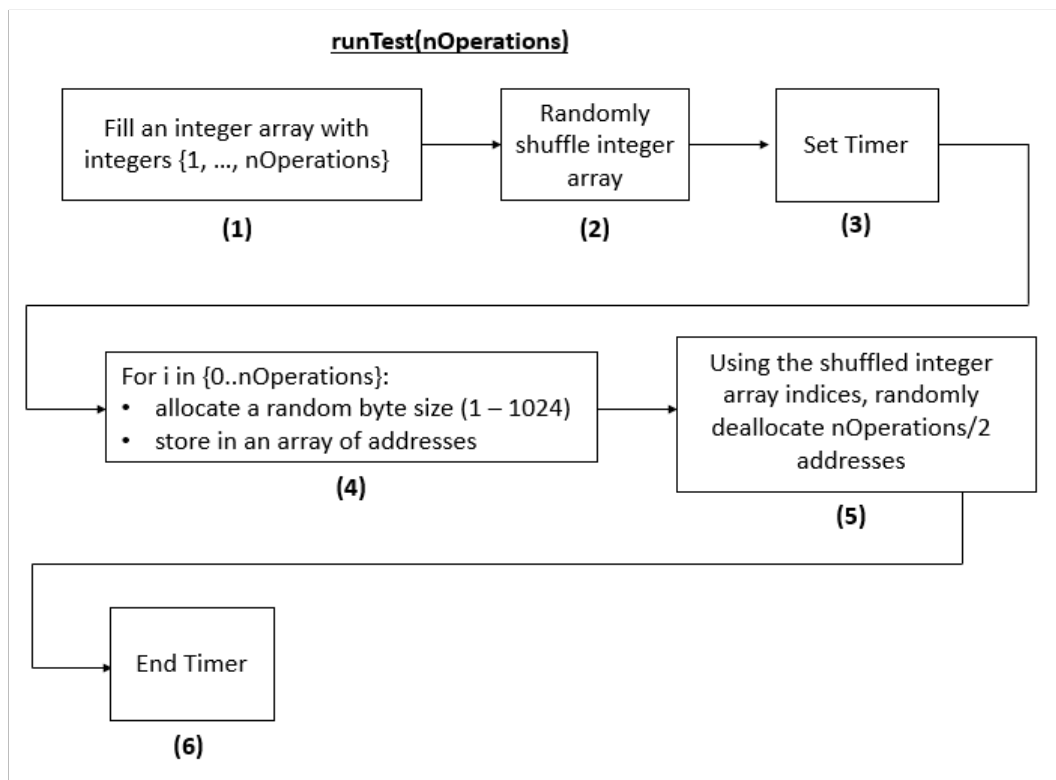 runTest(nOperations)
Fill an integer array with
integers {1, …, nOperations}
(1)
Randomly
shuffle integer
array
(2)
Set Timer
(3)
For i in {0..nOperations}:
• allocate a random byte size (1 – 1024)
• store in an array of addresses
(4)
Using the shuffled integer
array indices, randomly
deallocate nOperations/2
addresses
(5)
End Timer
(6)